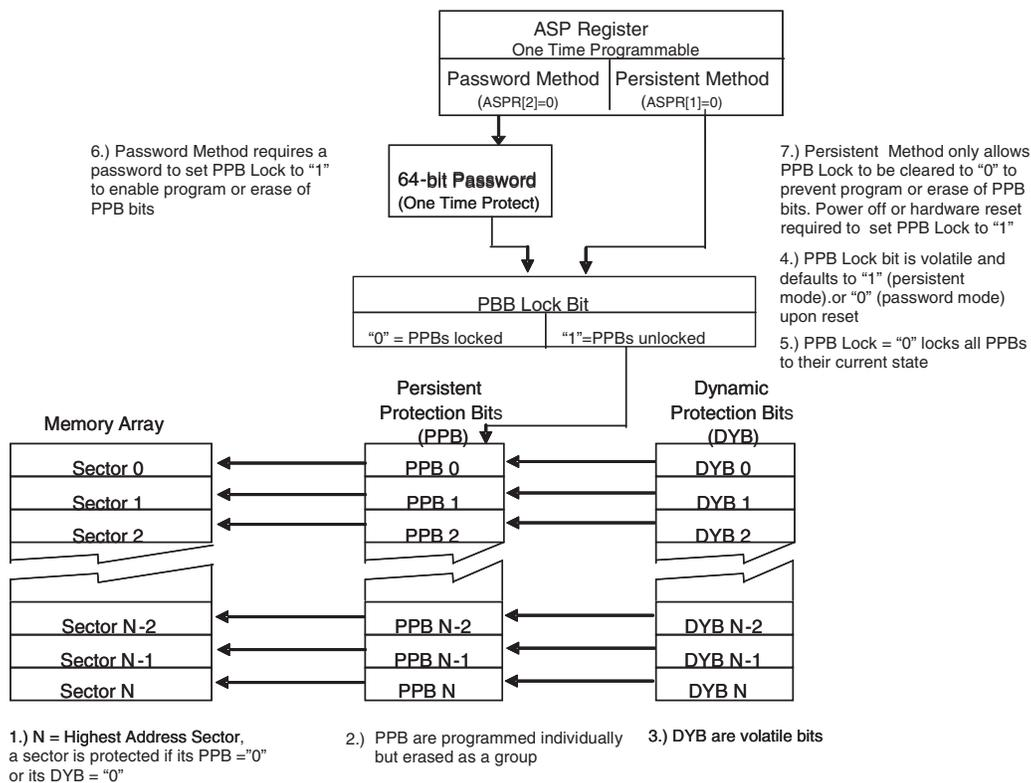 ASP Register
One Time Programmable
Password Method
(ASPR[2]=0)
Persistent Method
(ASPR[1]=0)
6.) Password Method requires a
password to set PPB Lock to “1”
to enable program or erase of
PPB bits
64-bit Password
(One Time Protect)
7.) Persistent Method only allows
PPB Lock to be cleared to “0” to
prevent program or erase of PPB
bits. Power off or hardware reset
required to set PPB Lock to “1”
4.) PPB Lock bit is volatile and
defaults to “1” (persistent
mode).or “0” (password mode)
upon reset
5.) PPB Lock = “0” locks all PPBs
to their current state
PBB Lock Bit
“0” = PPBs locked
“1”=PPBs unlocked
Memory Array
Persistent
Protection Bits
(PPB)
Dynamic
Protection Bits
(DYB)
Sector 0
PPB 0
DYB 0
Sector 1
PPB 1
DYB 1
Sector 2
PPB 2
DYB 2
Sector N-2
PPB N-2
DYB N-2
Sector N-1
PPB N-1
DYB N-1
Sector N
PPB N
DYB N
1.) N = Highest Address Sector,
a sector is protected if its PPB =”0”
or its DYB = “0”
2.) PPB are programmed individually
but erased as a group
3.) DYB are volatile bits